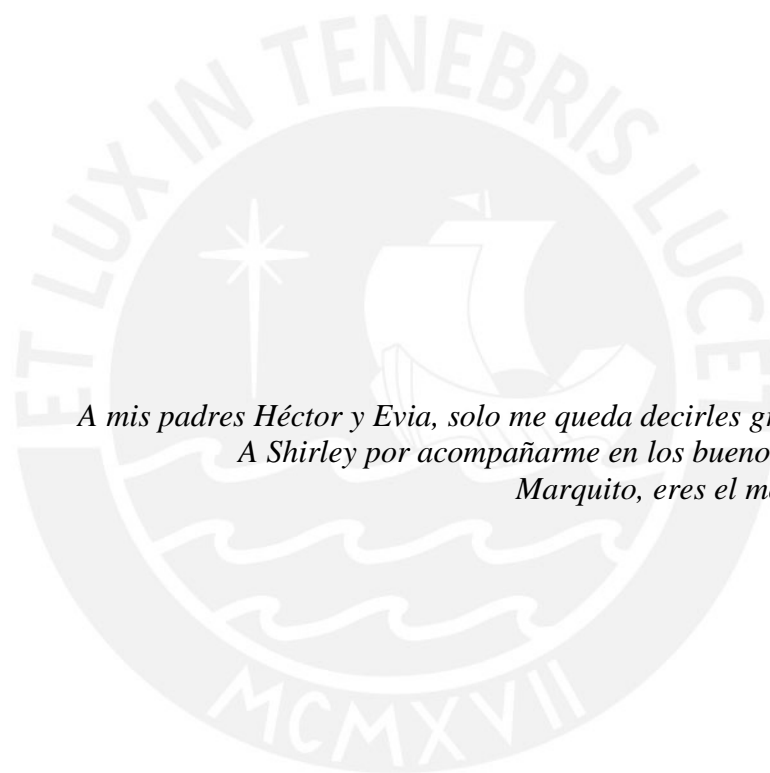 ET LUX IN TENEBRIS LUCET
A mis padres Héctor y Evia, solo me queda decirles
A Shirley por acompañarme en los
Marquito, eres el
MCMXVII